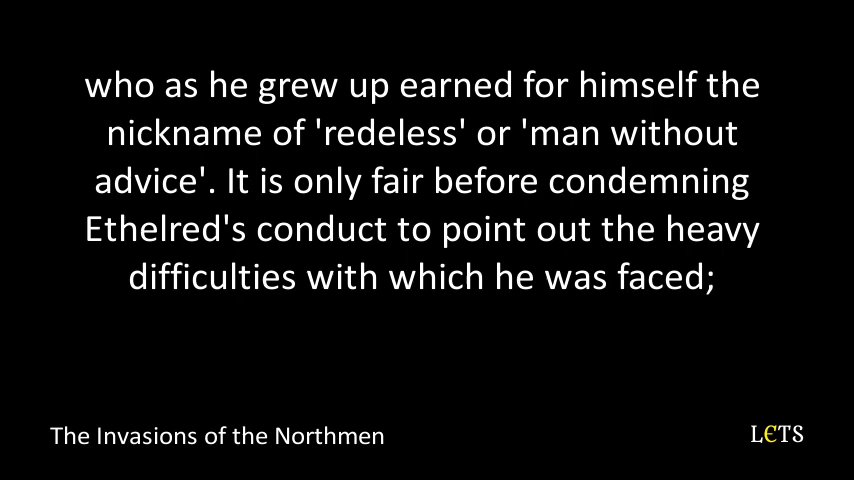 who as he grew up earned for himself the
nickname of 'redeless' or 'man without
advice'. It is only fair before condemning
Ethelred's conduct to point out the heavy
difficulties with which he was faced;
The Invasions of the Northmen
LЄTS